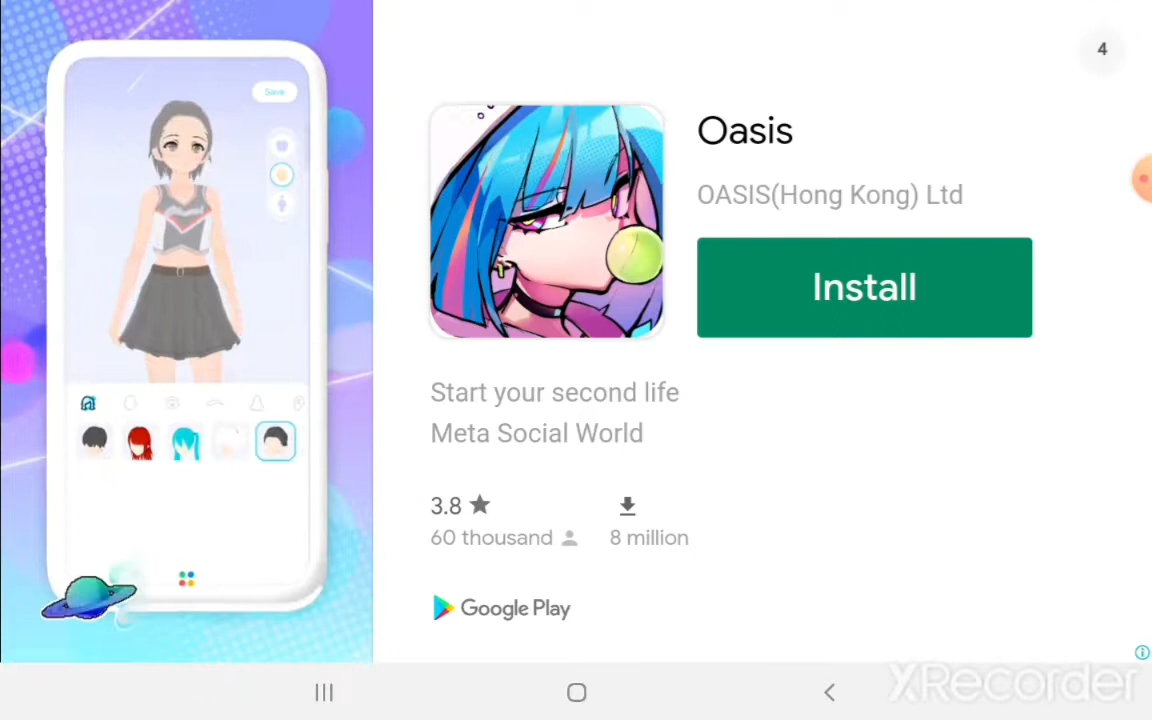 Save
4
Oasis
OASIS(Hong Kong) Ltd
Install
Start your second life
Meta Social World
3.8
60 thousand
8 million
Google Play
XRecorder